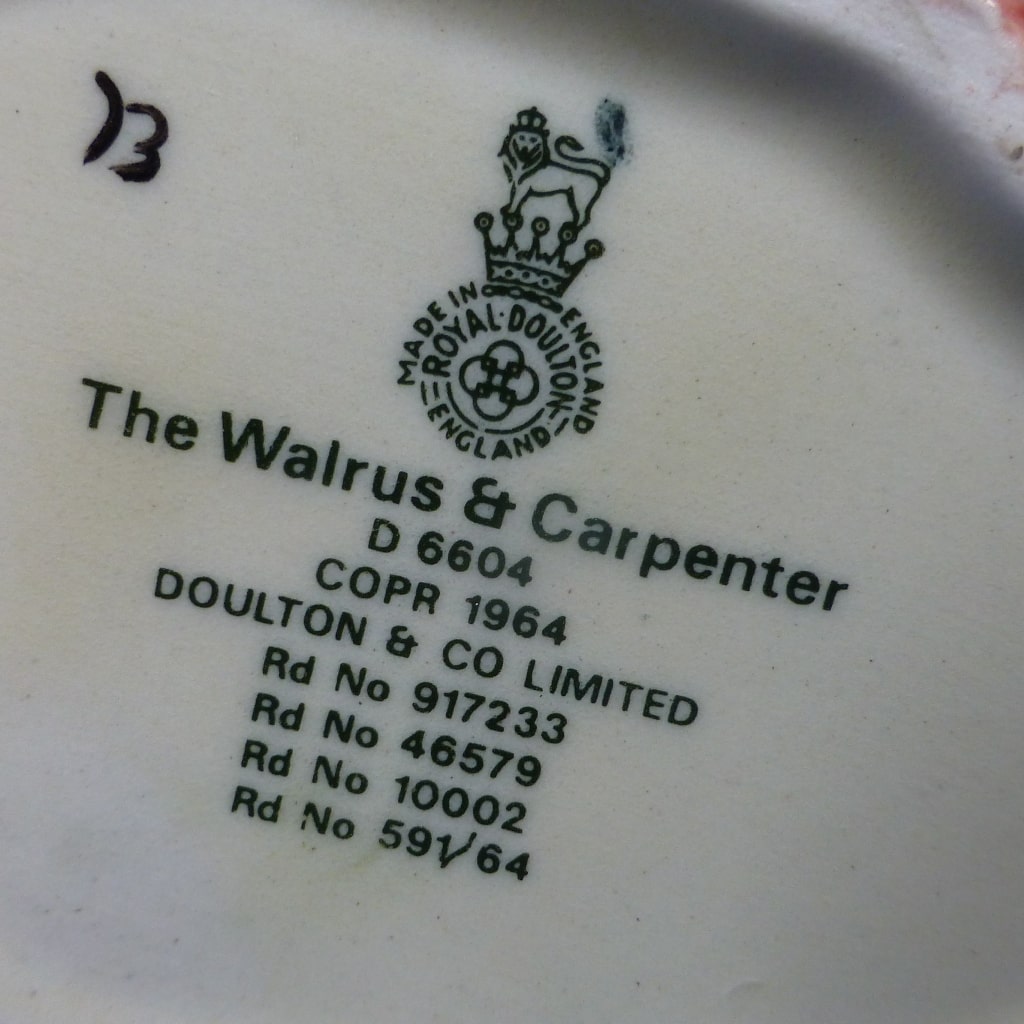 13
MADE IN ENGLAND
ROYAL·DOULTON
ENGLAND
The Walrus & Carpenter
D 6604
COPR 1964
DOULTON & CO LIMITED
Rd No 917233
Rd No 46579
Rd No 10002
Rd No 591/64